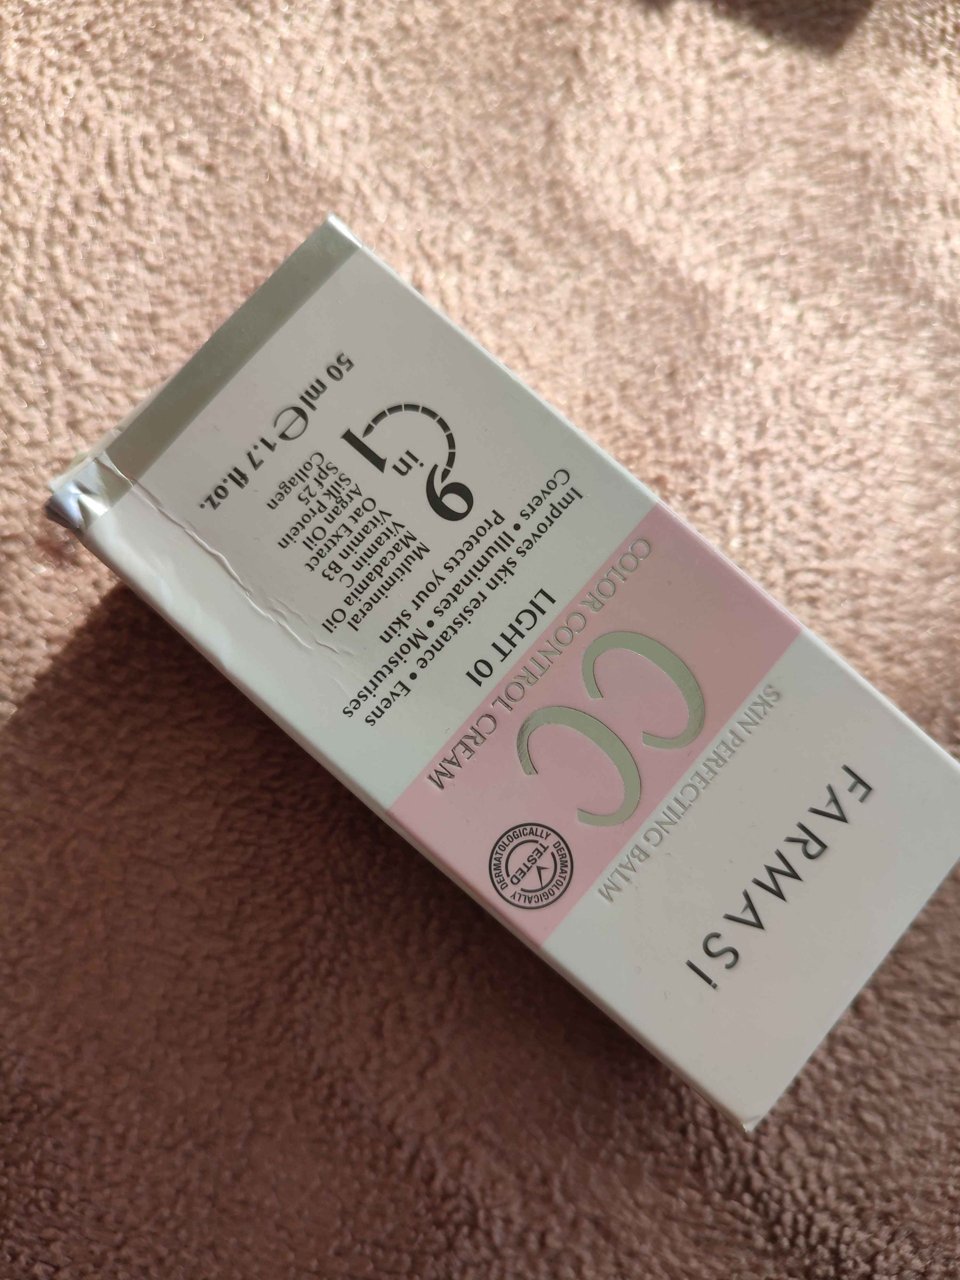 FARMASi
SKIN PERFECTING BALM
CC
COLOR CONTROL CREAM
DERMATOLOGICALLY DERMATOLOGICALLY
TESTED
LIGHT 01
Improves skin resistance • Evens
Covers • Illuminates • Moisturises
Protects your skin
9 in 1
Multimineral
Macadamia Oil
Vitamin C
Vitamin B3
Oat Extract
Argan Oil
Silk Protein
Spf 25
Collagen
50 ml ℮ 1.7 fl.oz.